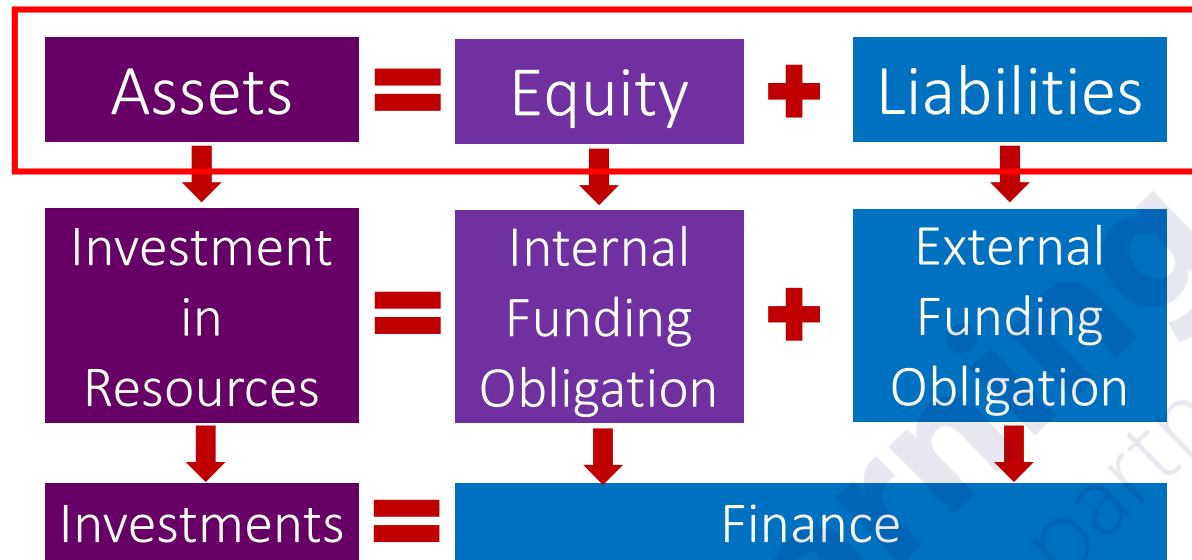 Assets = Equity + Liabilities
Investment in Resources = Internal Funding Obligation + External Funding Obligation
Investments = Finance